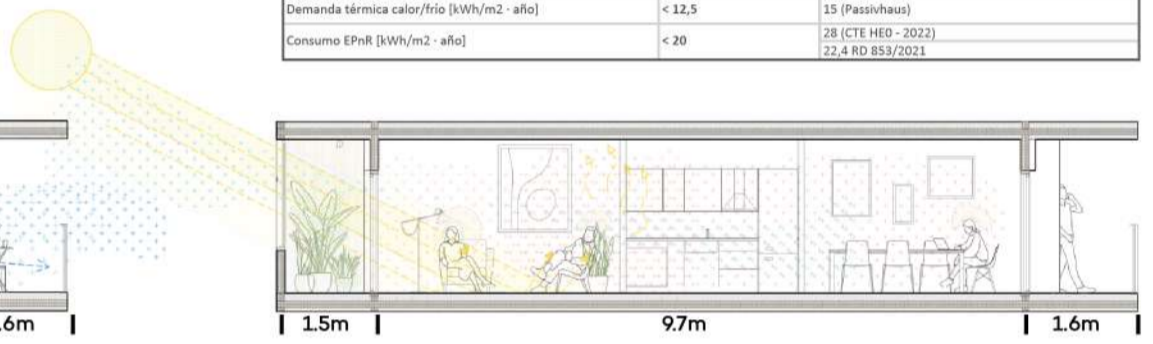 Demanda térmica calor/frío [kWh/m2 · año] < 12,5 15 (Passivhaus)
Consumo EPnR [kWh/m2 · año] < 20 28 (CTE HE0 - 2022)
22,4 RD 853/2021
.6m 1.5m 9.7m 1.6m